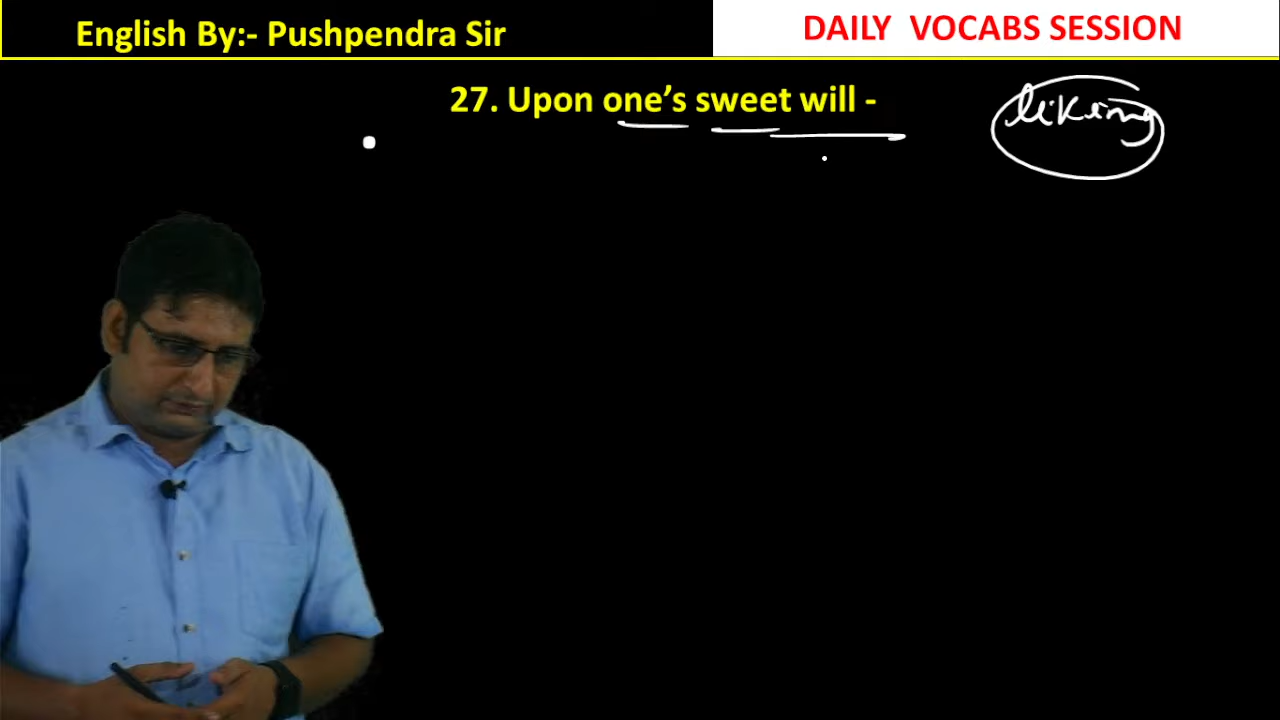 English By:- Pushpendra Sir
DAILY VOCABS SESSION
27. Upon one's sweet will -
liking